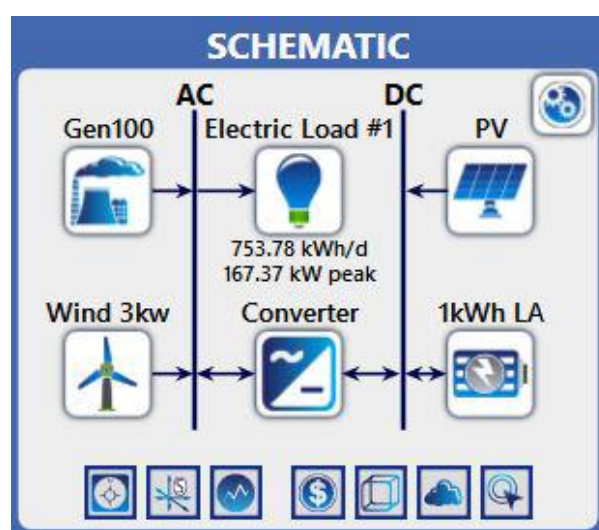 SCHEMATIC
AC DC
Gen100 Electric Load #1 PV
753.78 kWh/d
167.37 kW peak
Wind 3kw Converter 1kWh LA